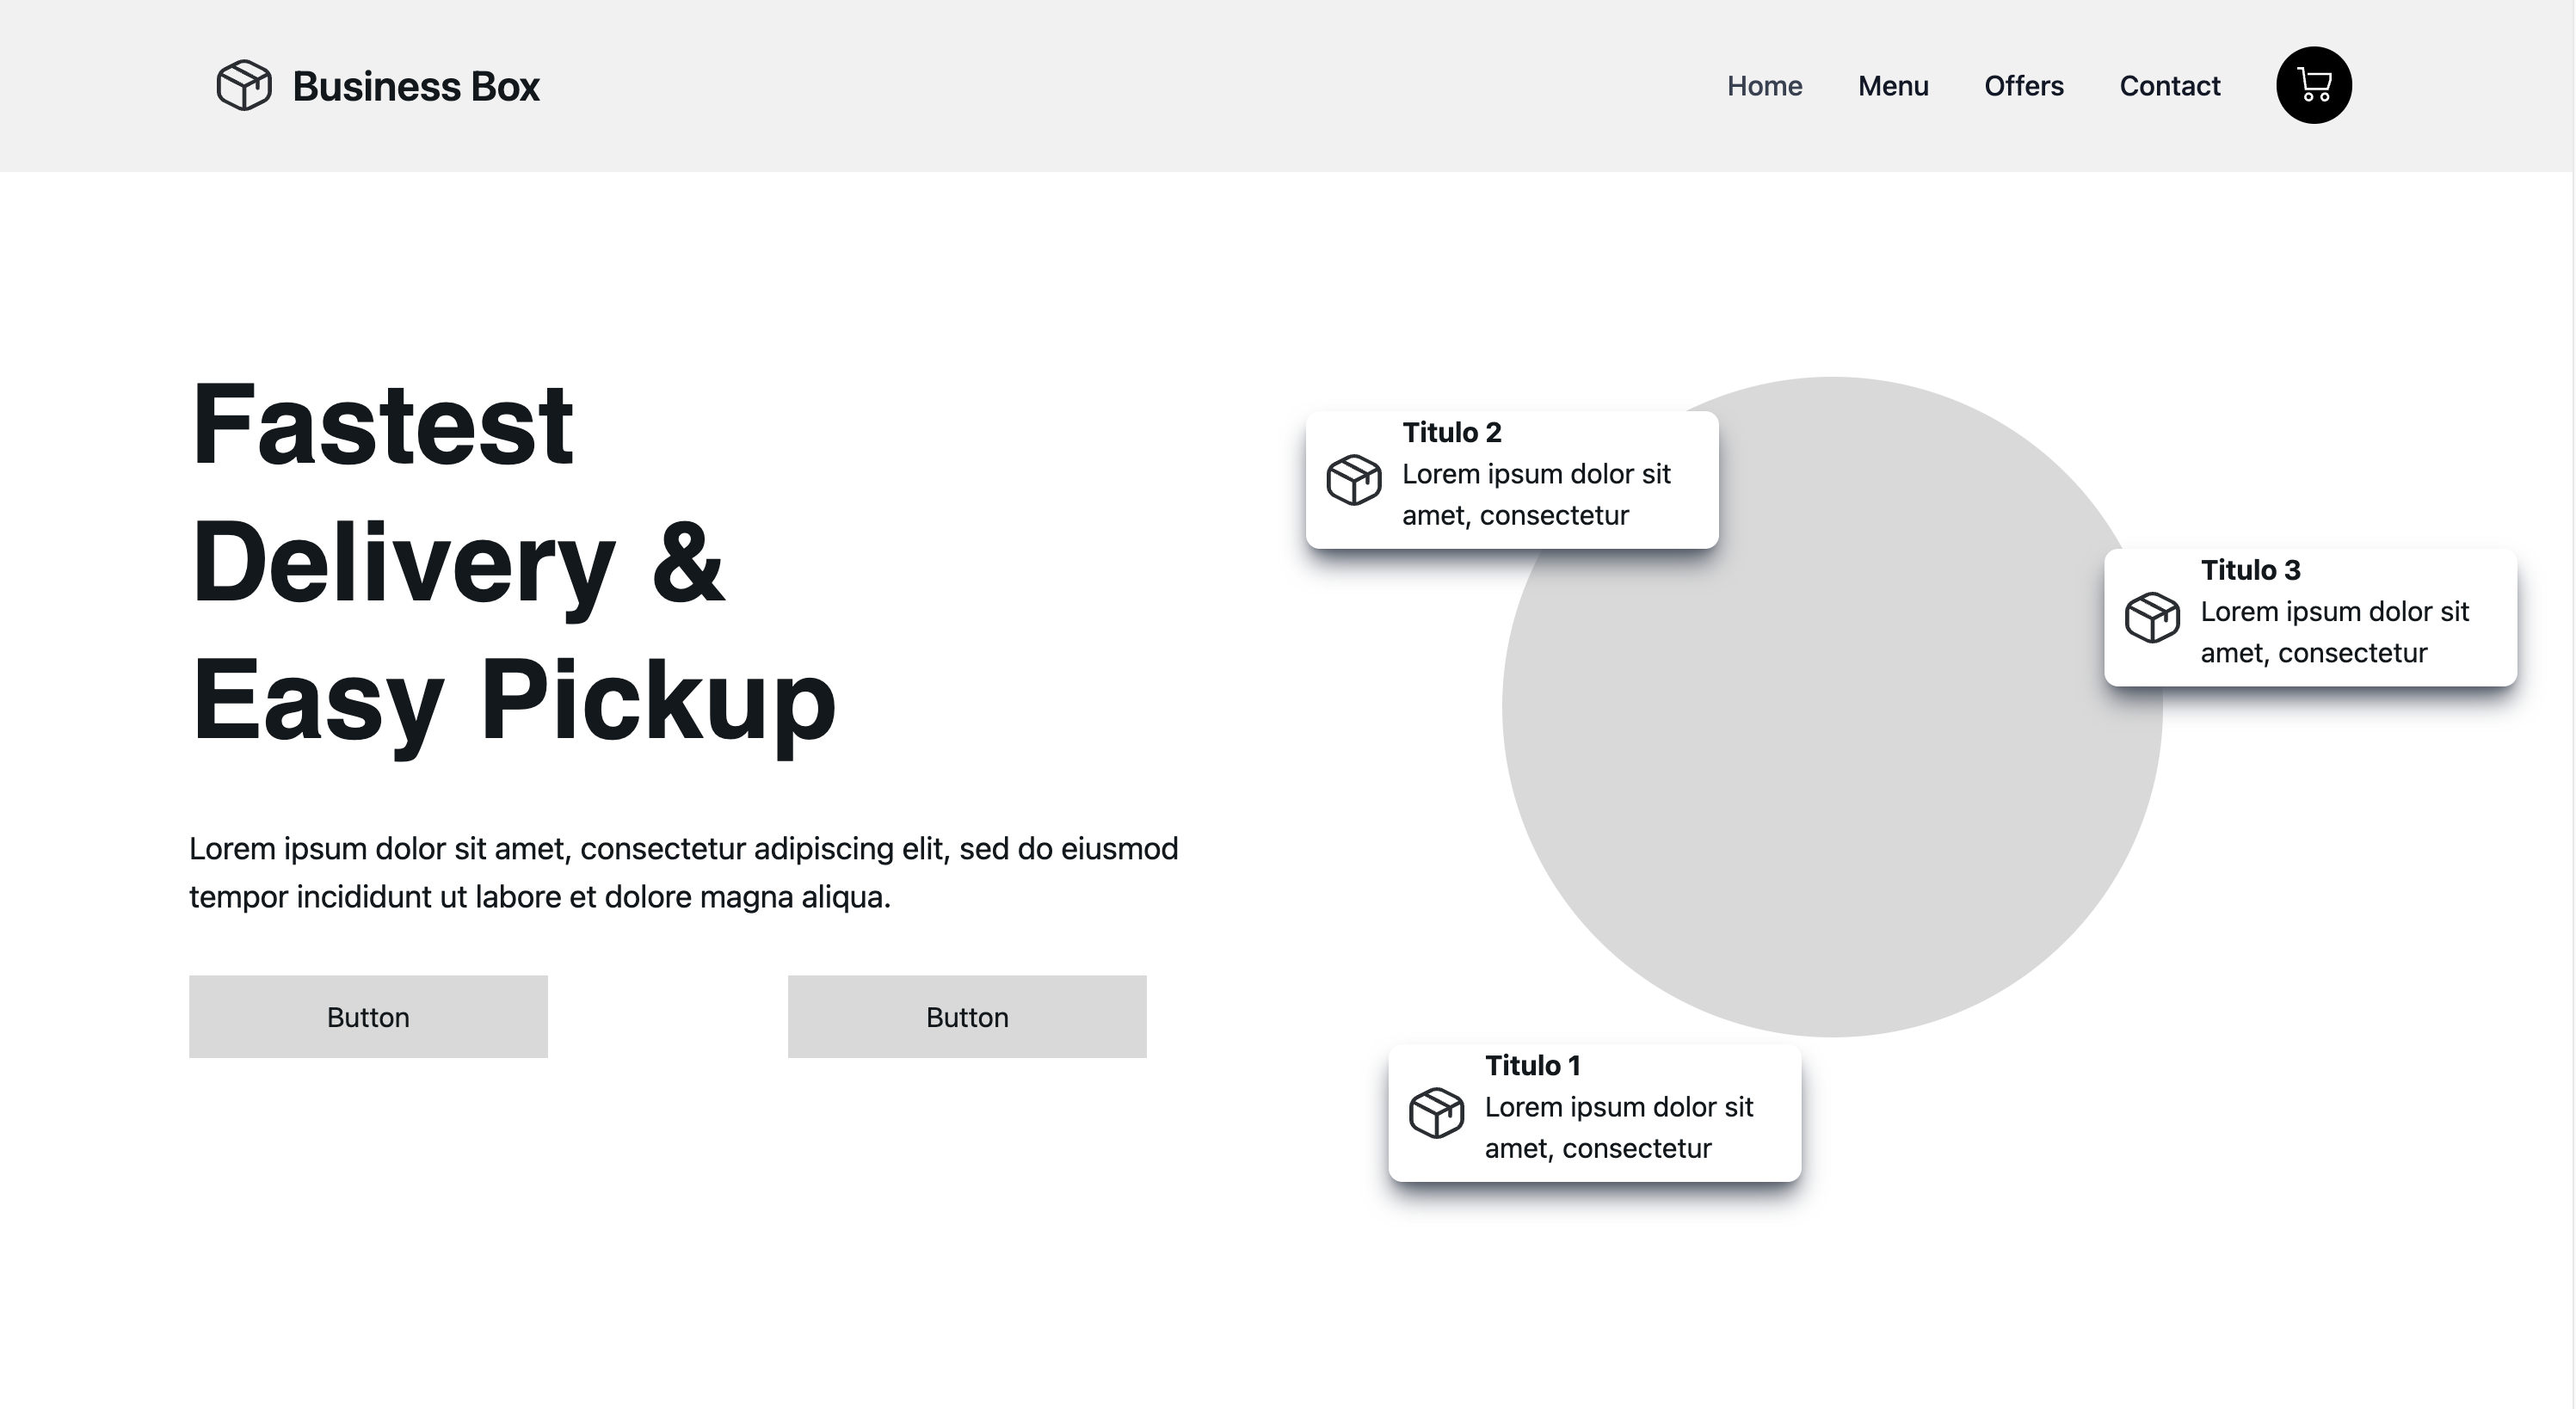 Business Box
Home
Menu
Offers
Contact
Fastest
Delivery &
Easy Pickup
Lorem ipsum dolor sit amet, consectetur adipiscing elit, sed do eiusmod
tempor incididunt ut labore et dolore magna aliqua.
Button
Button
Titulo 2
Lorem ipsum dolor sit
amet, consectetur
Titulo 3
Lorem ipsum dolor sit
amet, consectetur
Titulo 1
Lorem ipsum dolor sit
amet, consectetur